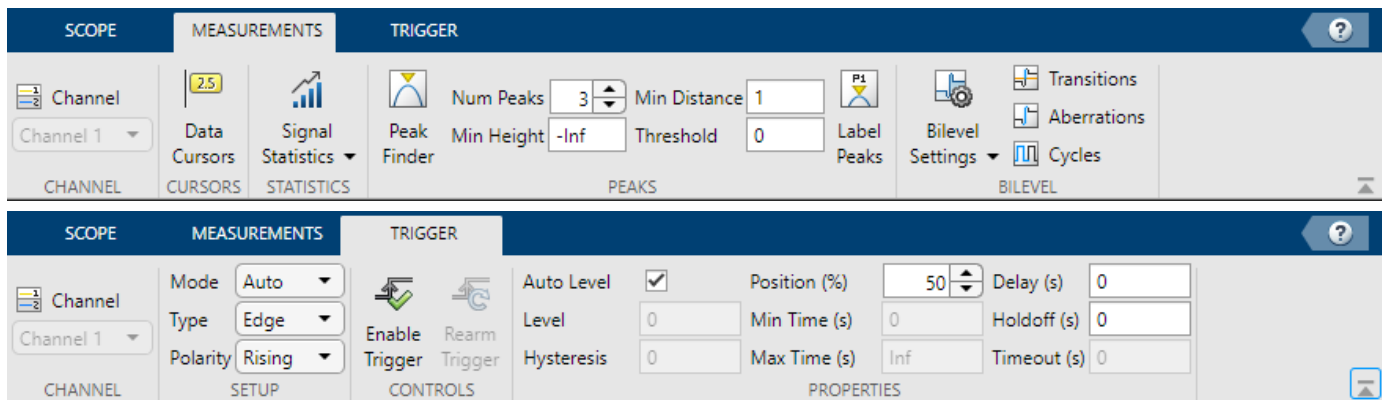 SCOPE MEASUREMENTS TRIGGER ?
1 2 Channel
Channel 1
CHANNEL
2.5
Data
Cursors
CURSORS
Signal
Statistics
STATISTICS
Peak
Finder
Num Peaks 3 Min Distance 1
Min Height -Inf Threshold 0
P1
Label
Peaks
PEAKS
Bilevel
Settings
Transitions
Aberrations
Cycles
BILEVEL
SCOPE MEASUREMENTS TRIGGER ?
1 2 Channel
Channel 1
CHANNEL
Mode Auto
Type Edge
Polarity Rising
SETUP
Enable
Trigger
Rearm
Trigger
CONTROLS
Auto Level Position (%) 50 Delay (s) 0
Level 0 Min Time (s) 0 Holdoff (s) 0
Hysteresis 0 Max Time (s) Inf Timeout (s) 0
PROPERTIES